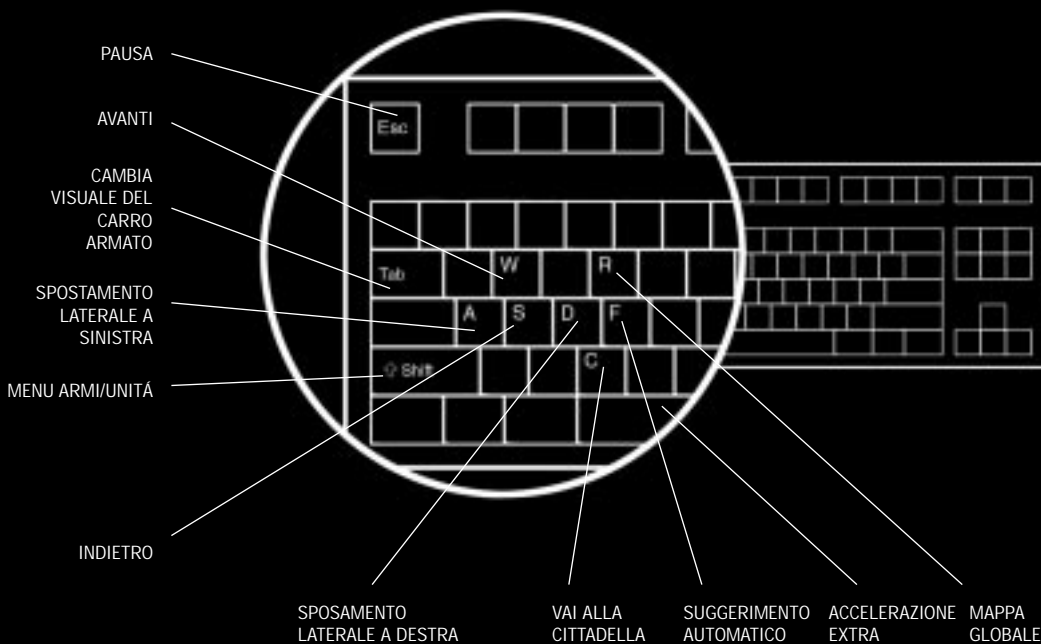 PAUSA
AVANTI
CAMBIA
VISUALE DEL
CARRO
ARMATO
SPOSTAMENTO
LATERALE A
SINISTRA
MENU ARMI/UNITÁ
INDIETRO
Esc
Tab
W
R
A
S
D
F
Shift
C
SPOSAMENTO
LATERALE A DESTRA
VAI ALLA
CITTADELLA
SUGGERIMENTO
AUTOMATICO
ACCELERAZIONE
EXTRA
MAPPA
GLOBALE